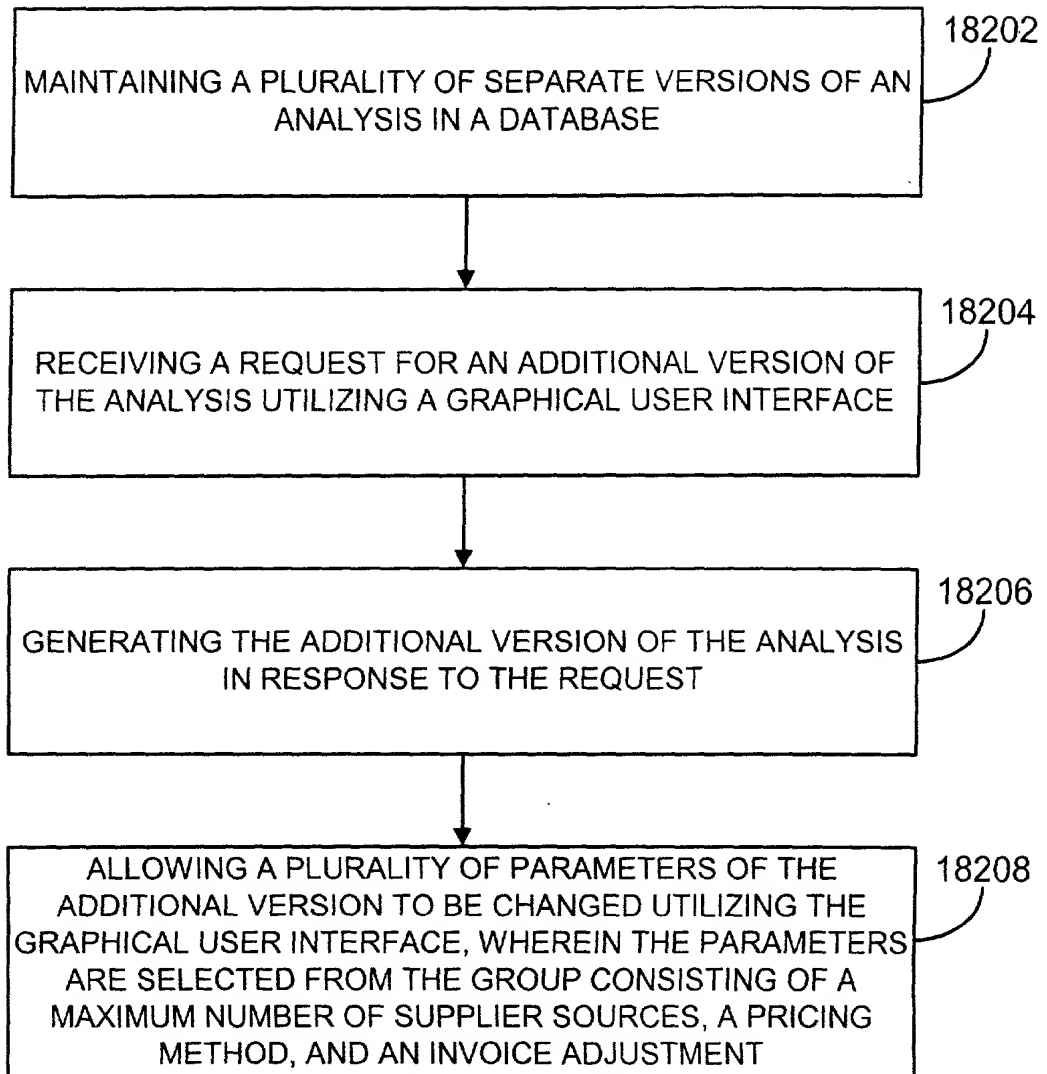 18202
MAINTAINING A PLURALITY OF SEPARATE VERSIONS OF AN
ANALYSIS IN A DATABASE
18204
RECEIVING A REQUEST FOR AN ADDITIONAL VERSION OF
THE ANALYSIS UTILIZING A GRAPHICAL USER INTERFACE
18206
GENERATING THE ADDITIONAL VERSION OF THE ANALYSIS
IN RESPONSE TO THE REQUEST
18208
ALLOWING A PLURALITY OF PARAMETERS OF THE
ADDITIONAL VERSION TO BE CHANGED UTILIZING THE
GRAPHICAL USER INTERFACE, WHEREIN THE PARAMETERS
ARE SELECTED FROM THE GROUP CONSISTING OF A
MAXIMUM NUMBER OF SUPPLIER SOURCES, A PRICING
METHOD, AND AN INVOICE ADJUSTMENT